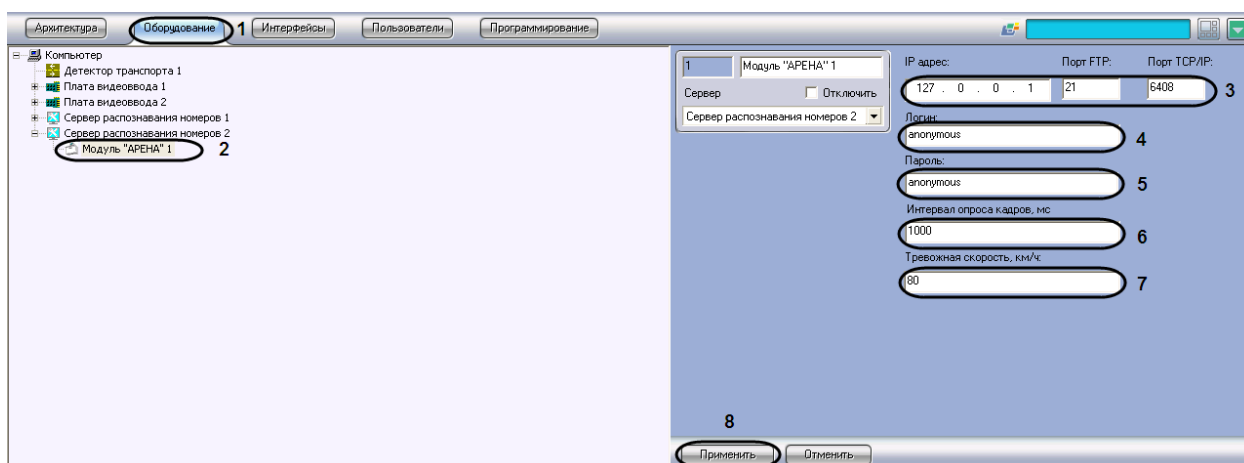 Архитектура Оборудование 1 Интерфейсы Пользователи Программирование
Компьютер
Детектор транспорта 1
Плата видеоввода 1
Плата видеоввода 2
Сервер распознавания номеров 1
Сервер распознавания номеров 2
Модуль "АРЕНА" 1 2
1 Модуль "АРЕНА" 1
Сервер Отключить
Сервер распознавания номеров 2
IP адрес: Порт FTP: Порт TCP/IP:
127 . 0 . 0 . 1 21 6408 3
Логин:
anonymous 4
Пароль:
anonymous 5
Интервал опроса кадров, мс
1000 6
Тревожная скорость, км/ч:
80 7
8
Применить Отменить